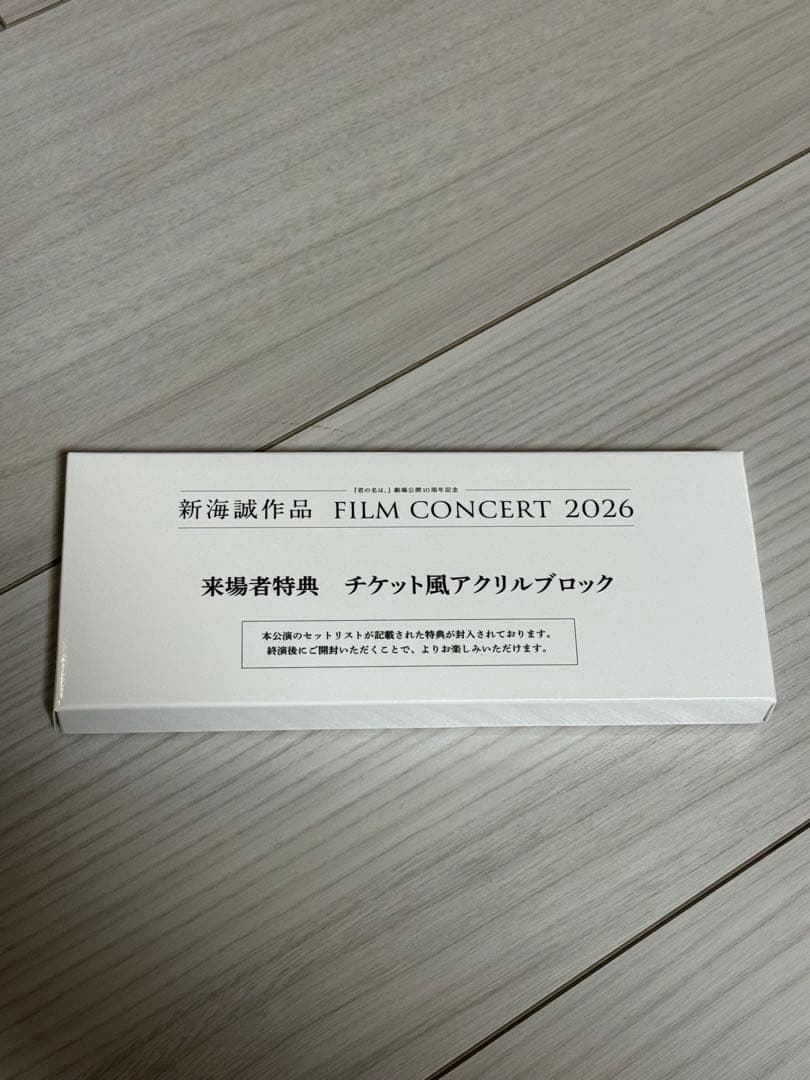 『君の名は。』劇場公開10周年記念
新海誠作品 FILM CONCERT 2026
来場者特典 チケット風アクリルブロック
本公演のセットリストが記載された特典が封入されております。
終演後にご開封いただくことで、よりお楽しみいただけます。